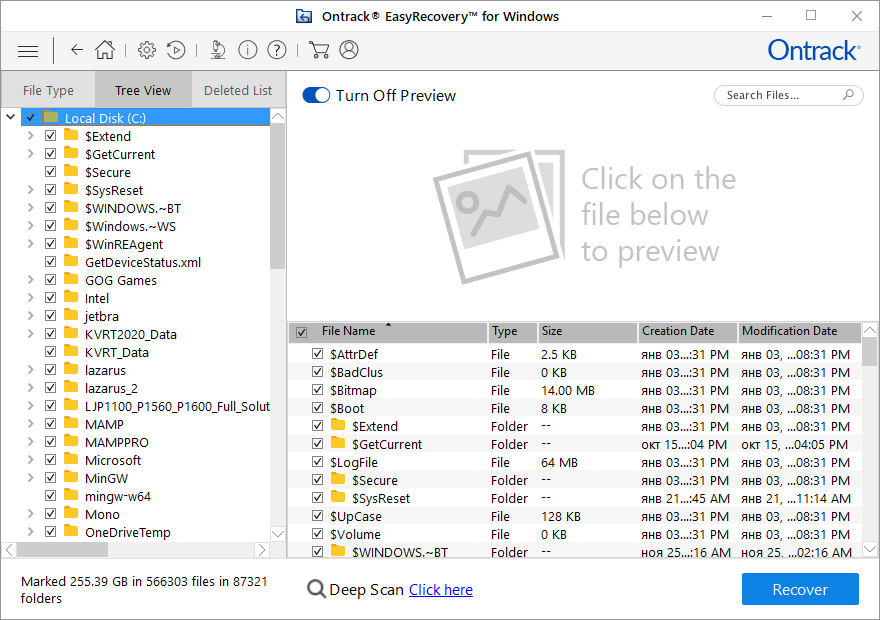 Ontrack® EasyRecovery™ for Windows
Ontrack®
File Type
Tree View
Deleted List
Local Disk (C:)
$Extend
$GetCurrent
$Secure
$SysReset
$WINDOWS.~BT
$Windows.~WS
$WinREAgent
GetDeviceStatus.xml
GOG Games
Intel
jetbra
KVRT2020_Data
KVRT_Data
lazarus
lazarus_2
LJP1100_P1560_P1600_Full_Solut
MAMP
MAMPPRO
Microsoft
MinGW
mingw-w64
Mono
OneDriveTemp
Turn Off Preview
Search Files...
Click on the
file below
to preview
File Name Type Size Creation Date Modification Date
$AttrDef File 2.5 KB янв 03...:31 PM янв 03, ...08:31 PM
$BadClus File 0 KB янв 03...:31 PM янв 03, ...08:31 PM
$Bitmap File 14.00 MB янв 03...:31 PM янв 03, ...08:31 PM
$Boot File 8 KB янв 03...:31 PM янв 03, ...08:31 PM
$Extend Folder -- янв 03...:31 PM янв 03, ...08:31 PM
$GetCurrent Folder -- окт 15...:04 PM окт 15, ...04:05 PM
$LogFile File 64 MB янв 03...:31 PM янв 03, ...08:31 PM
$Secure Folder -- янв 03...:31 PM янв 03, ...08:31 PM
$SysReset Folder -- янв 21...:45 AM янв 21, ...11:14 AM
$UpCase File 128 KB янв 03...:31 PM янв 03, ...08:31 PM
$Volume File 0 KB янв 03...:31 PM янв 03, ...08:31 PM
$WINDOWS.~BT Folder -- ноя 25...:16 AM ноя 25, ...02:16 AM
Marked 255.39 GB in 566303 files in 87321
folders
Deep Scan Click here
Recover